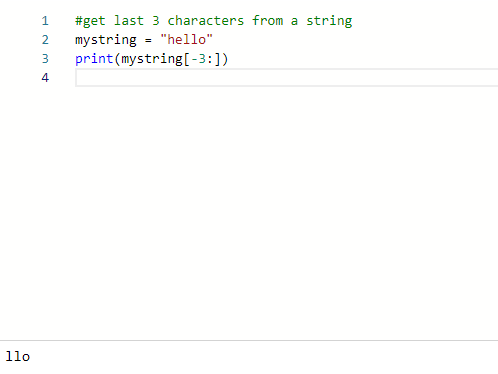 1 #get last 3 characters from a string
2 mystring = "hello"
3 print(mystring[-3:])
4
llo